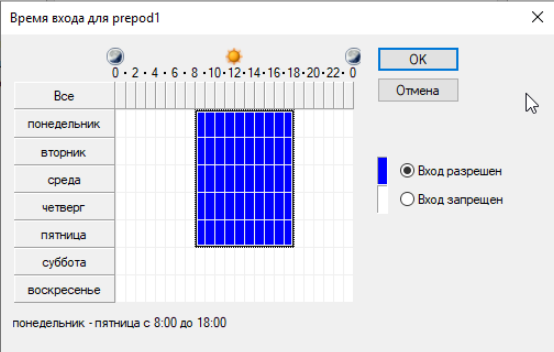 Время входа для prepod1
0 · 2 · 4 · 6 · 8 · 10 · 12 · 14 · 16 · 18 · 20 · 22 · 0
OK
Отмена
Все
понедельник
вторник
среда
четверг
пятница
суббота
воскресенье
Вход разрешен
Вход запрещен
понедельник - пятница с 8:00 до 18:00